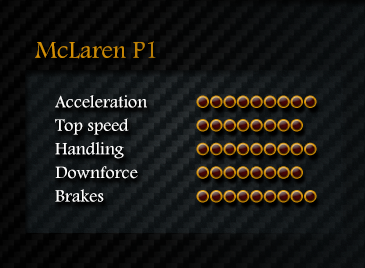 McLaren P1
Acceleration
Top speed
Handling
Downforce
Brakes